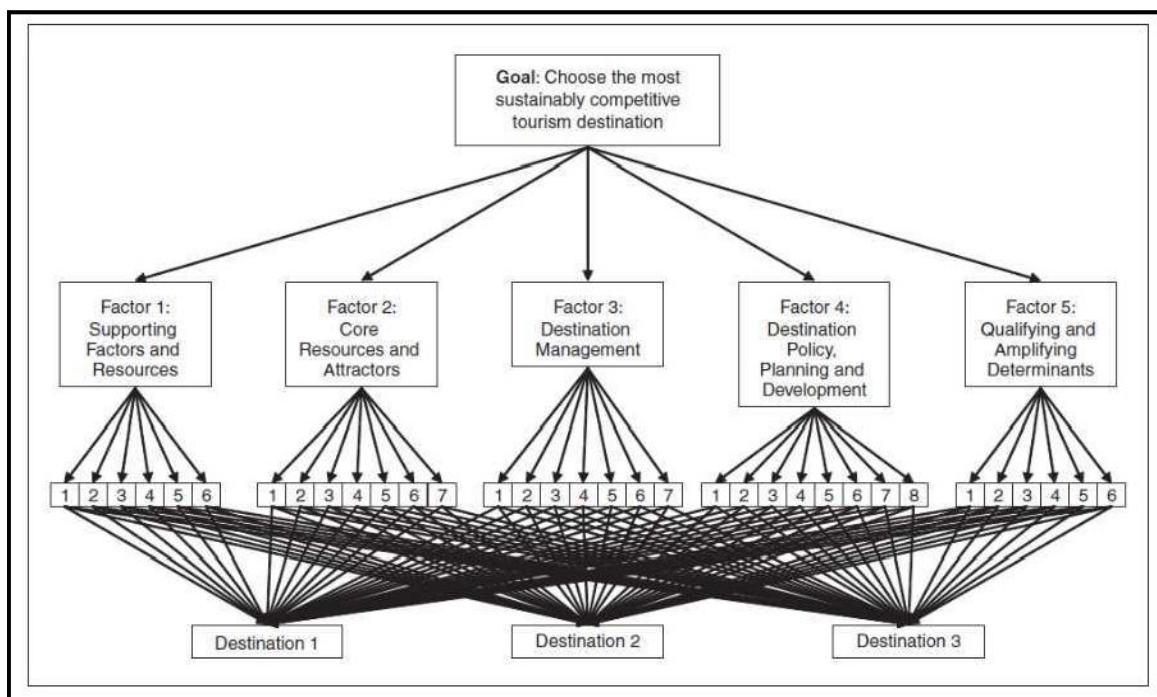 Goal: Choose the most
sustainably competitive
tourism destination
Factor 1:
Supporting
Factors and
Resources
Factor 2:
Core
Resources and
Attractors
Factor 3:
Destination
Management
Factor 4:
Destination
Policy,
Planning and
Development
Factor 5:
Qualifying and
Amplifying
Determinants
1 2 3 4 5 6
1 2 3 4 5 6 7
1 2 3 4 5 6 7
1 2 3 4 5 6 7 8
1 2 3 4 5 6
Destination 1
Destination 2
Destination 3